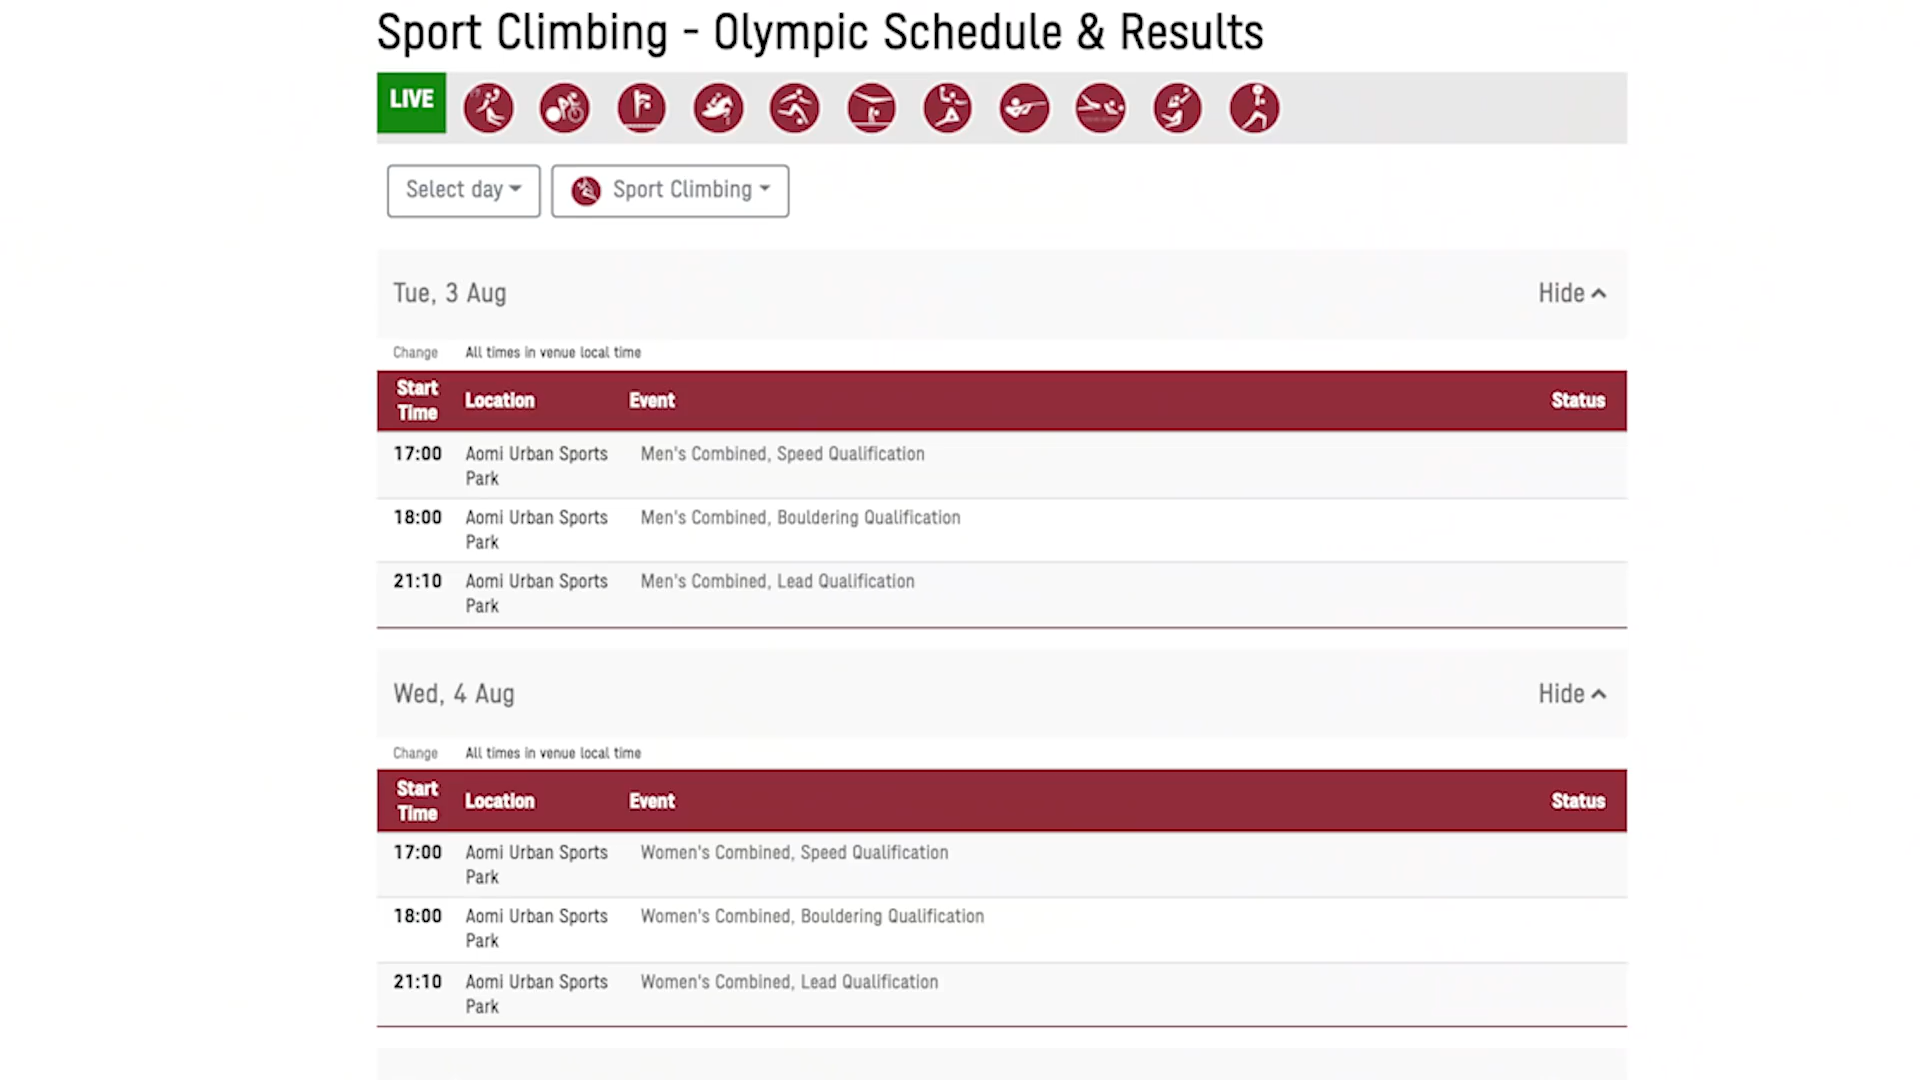 Sport Climbing - Olympic Schedule & Results
LIVE
Select day
Sport Climbing
Tue, 3 Aug
Hide
Change All times in venue local time
Start Time Location Event Status
17:00 Aomi Urban Sports Park Men's Combined, Speed Qualification
18:00 Aomi Urban Sports Park Men's Combined, Bouldering Qualification
21:10 Aomi Urban Sports Park Men's Combined, Lead Qualification
Wed, 4 Aug
Hide
Change All times in venue local time
Start Time Location Event Status
17:00 Aomi Urban Sports Park Women's Combined, Speed Qualification
18:00 Aomi Urban Sports Park Women's Combined, Bouldering Qualification
21:10 Aomi Urban Sports Park Women's Combined, Lead Qualification